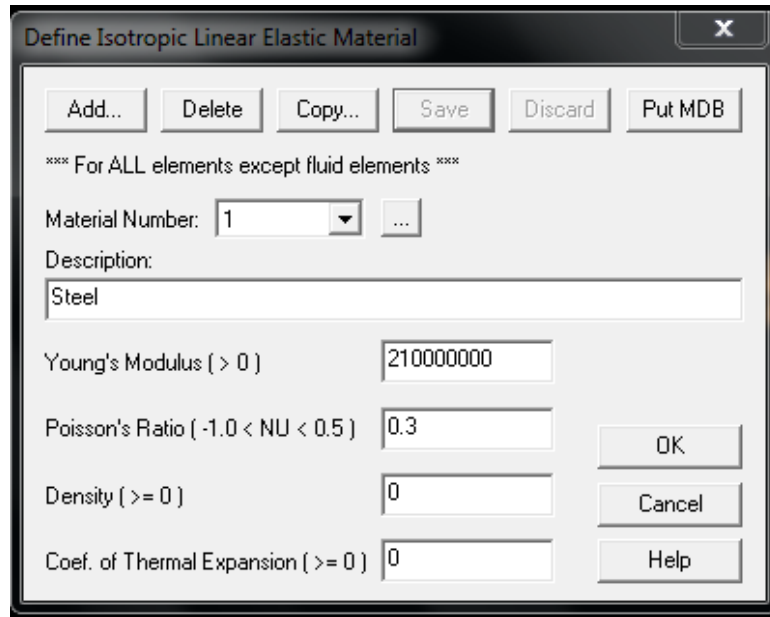 Define Isotropic Linear Elastic Material
Add... Delete Copy... Save Discard Put MDB
*** For ALL elements except fluid elements ***
Material Number: 1 ...
Description:
Steel
Young's Modulus ( > 0 ) 210000000
Poisson's Ratio ( -1.0 < NU < 0.5 ) 0.3
OK
Density ( >= 0 ) 0
Cancel
Coef. of Thermal Expansion ( >= 0 ) 0
Help